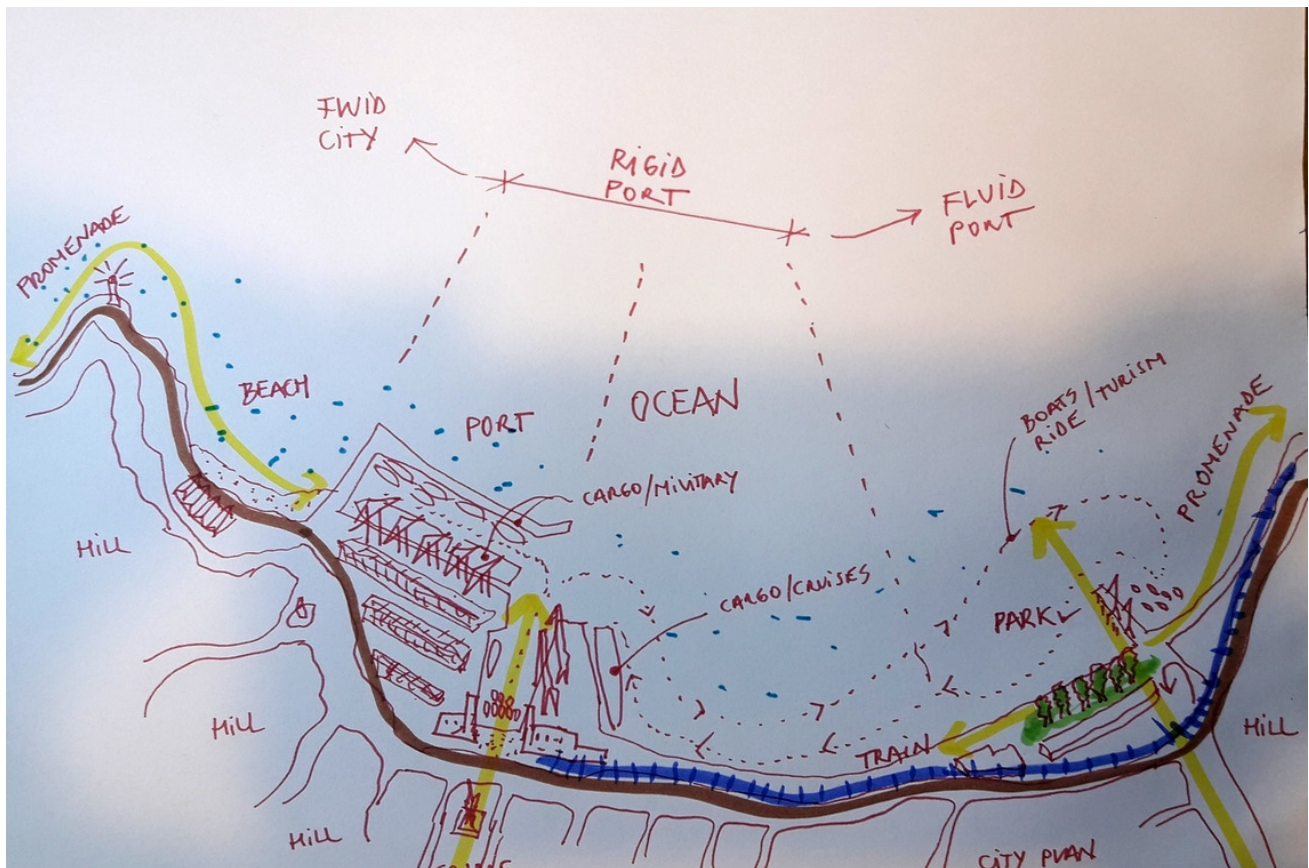 FLUID
CITY
RIGID
PORT
FLUID
PORT
PROMENADE
BEACH
PORT
OCEAN
BOATS
RIDE/TURISM
PROMENADE
CARGO/MILITARY
HILL
CARGO/CRUISES
PARK
HILL
TRAIN
HILL
HILL
CITY PLAN